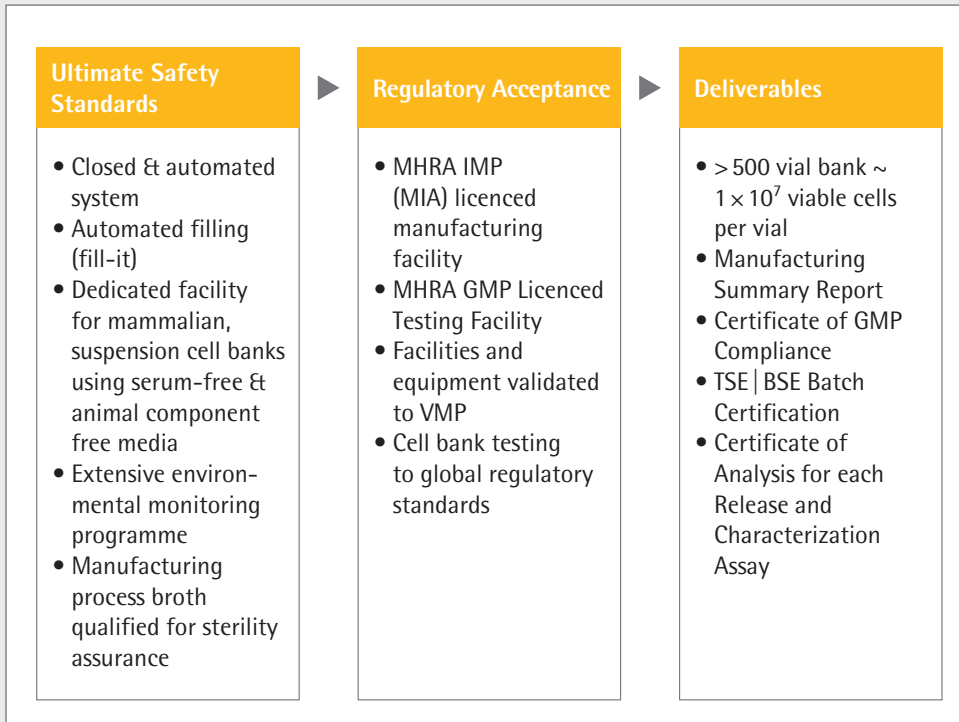 Ultimate Safety
Standards
• Closed & automated
system
• Automated filling
(fill-it)
• Dedicated facility
for mammalian,
suspension cell banks
using serum-free &
animal component
free media
• Extensive environ-
mental monitoring
programme
• Manufacturing
process broth
qualified for sterility
assurance
Regulatory Acceptance
• MHRA IMP
(MIA) licenced
manufacturing
facility
• MHRA GMP Licenced
Testing Facility
• Facilities and
equipment validated
to VMP
• Cell bank testing
to global regulatory
standards
Deliverables
• > 500 vial bank ~
1 × 10⁷ viable cells
per vial
• Manufacturing
Summary Report
• Certificate of GMP
Compliance
• TSE | BSE Batch
Certification
• Certificate of
Analysis for each
Release and
Characterization
Assay